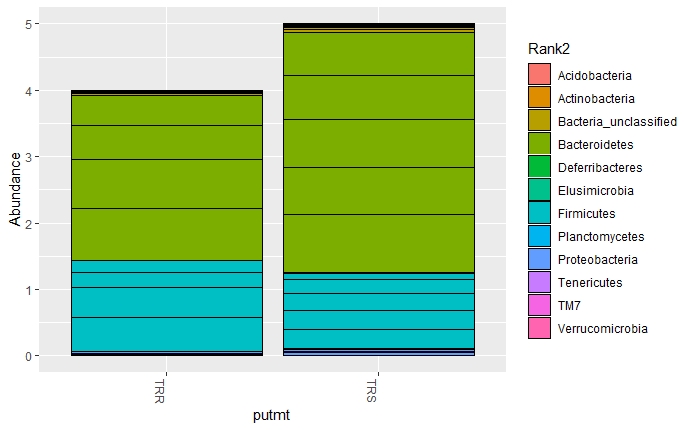 5
4
3
2
1
0
Abundance
TRR
TRS
putmt
Rank2
Acidobacteria
Actinobacteria
Bacteria_unclassified
Bacteroidetes
Deferribacteres
Elusimicrobia
Firmicutes
Planctomycetes
Proteobacteria
Tenericutes
TM7
Verrucomicrobia